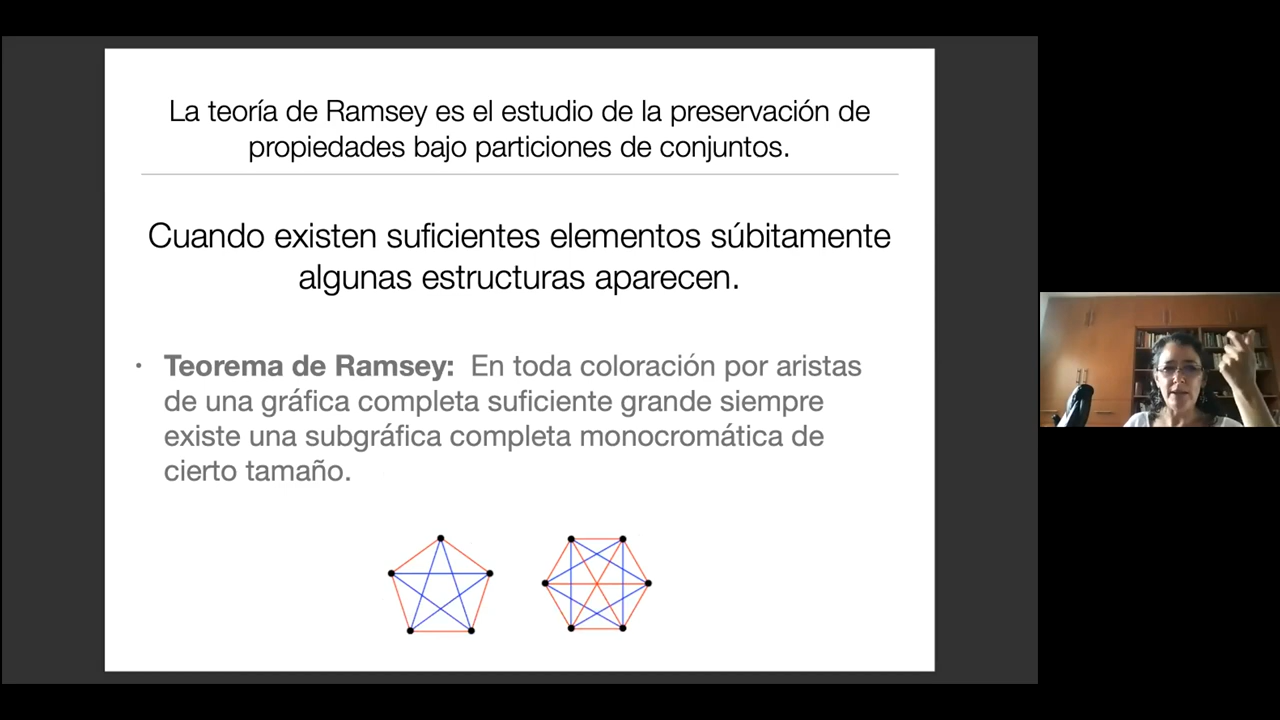 La teoría de Ramsey es el estudio de la preservación de
propiedades bajo particiones de conjuntos.
Cuando existen suficientes elementos súbitamente
algunas estructuras aparecen.
• Teorema de Ramsey: En toda coloración por aristas
de una gráfica completa suficiente grande siempre
existe una subgráfica completa monocromática de
cierto tamaño.